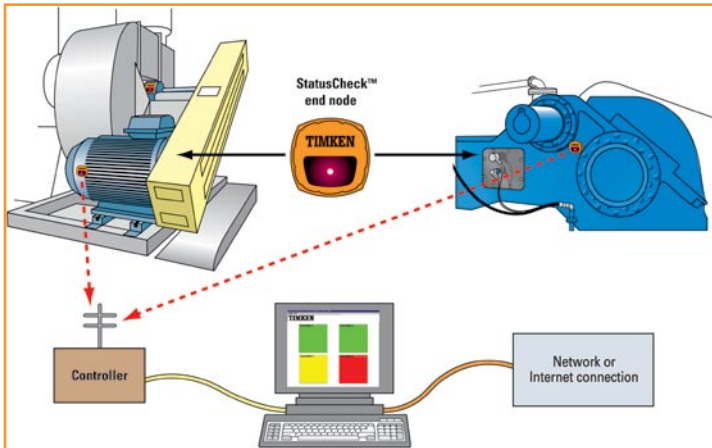 StatusCheck™
end node
TIMKEN
TIMKEN
Controller
Network or
Internet connection